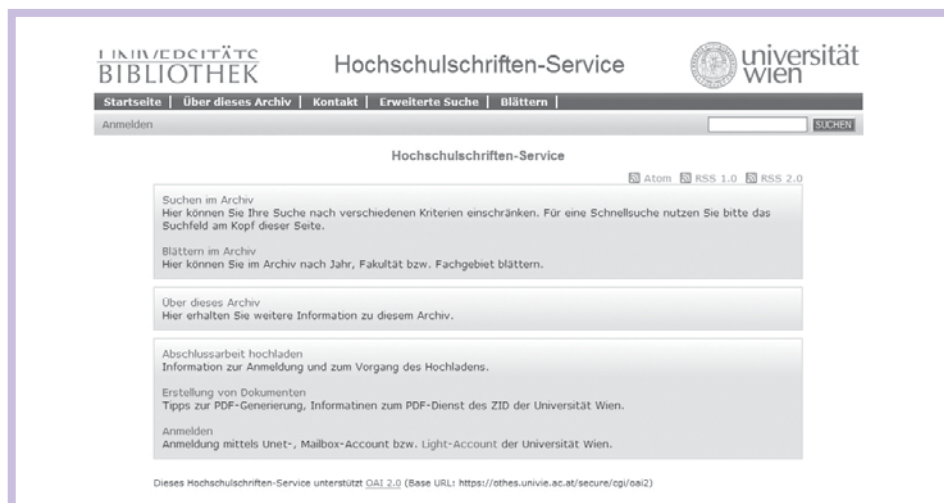 UNIVERSITÄTS
BIBLIOTHEK
Hochschulschriften-Service
universität
wien
Startseite | Über dieses Archiv | Kontakt | Erweiterte Suche | Blättern |
Anmelden
SUCHEN
Hochschulschriften-Service
Atom RSS 1.0 RSS 2.0
Suchen im Archiv
Hier können Sie Ihre Suche nach verschiedenen Kriterien einschränken. Für eine Schnellsuche nutzen Sie bitte das
Suchfeld am Kopf dieser Seite.
Blättern im Archiv
Hier können Sie im Archiv nach Jahr, Fakultät bzw. Fachgebiet blättern.
Über dieses Archiv
Hier erhalten Sie weitere Information zu diesem Archiv.
Abschlussarbeit hochladen
Information zur Anmeldung und zum Vorgang des Hochladens.
Erstellung von Dokumenten
Tipps zur PDF-Generierung, Informatinen zum PDF-Dienst des ZID der Universität Wien.
Anmelden
Anmeldung mittels Unet-, Mailbox-Account bzw. Light-Account der Universität Wien.
Dieses Hochschulschriften-Service unterstützt OAI 2.0 (Base URL: https://othes.univie.ac.at/secure/cgi/oai2)